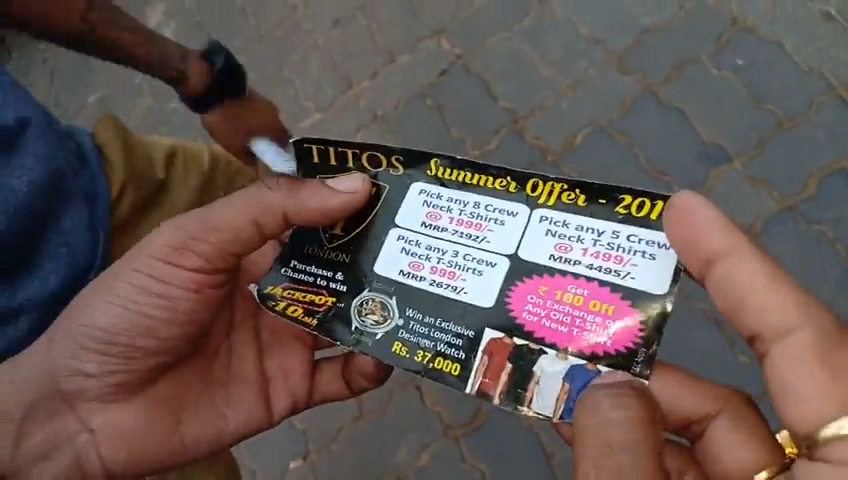 TITOS
LONDON
Summer Offer - 201
Pick any 8 Crew
Neck T-Shirts
@ 1999/-
MRP-7192/-
Pick any 5 Crew
Neck T-Shirts
@ 1499/-
MRP 4495/-
Pick any 3 Crew
Neck T-Shirts
@ 999/-
MRP 2679/-
₹ 100 Off
on Exchange of
Any Old T-Shirt
for New T-Shirt
Purchase &
Chance to win
JACKPOT...
10 Lakh
Win an Exclusive
Titos London
Desinger Watch
Rs. 37,000